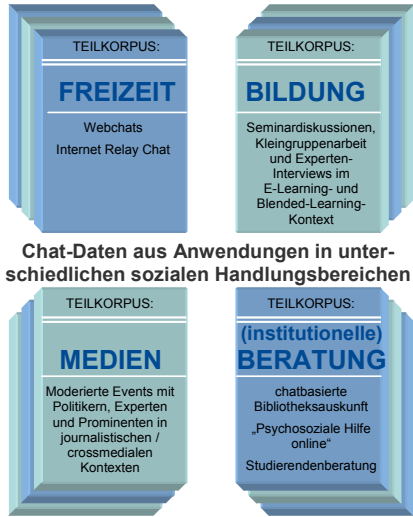 TEILKORPUS:
FREIZEIT
Webchats
Internet Relay Chat
TEILKORPUS:
BILDUNG
Seminardiskussionen,
Kleingruppenarbeit
und Experten-
Interviews im
E-Learning- und
Blended-Learning-
Kontext
Chat-Daten aus Anwendungen in unter-
schiedlichen sozialen Handlungsbereichen
TEILKORPUS:
MEDIEN
Moderierte Events mit
Politikern, Experten
und Prominenten in
journalistischen /
crossmedialen
Kontexten
TEILKORPUS:
(institutionelle)
BERATUNG
chatbasierte
Bibliotheksauskunft
„Psychosoziale Hilfe
online"
Studierendenberatung